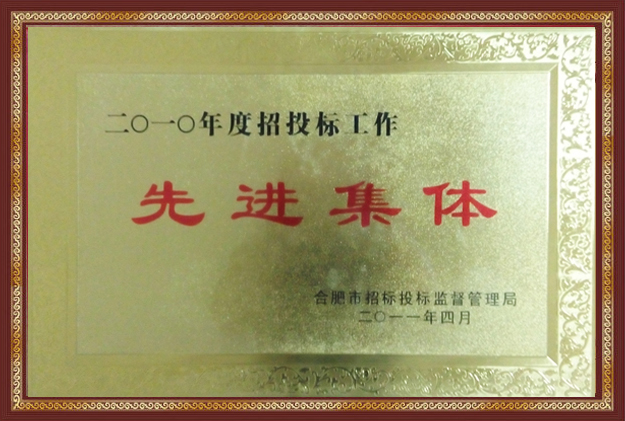 二〇一〇年度招投标工作
先进集体
合肥市招标投标监督管理局
二〇一一年四月